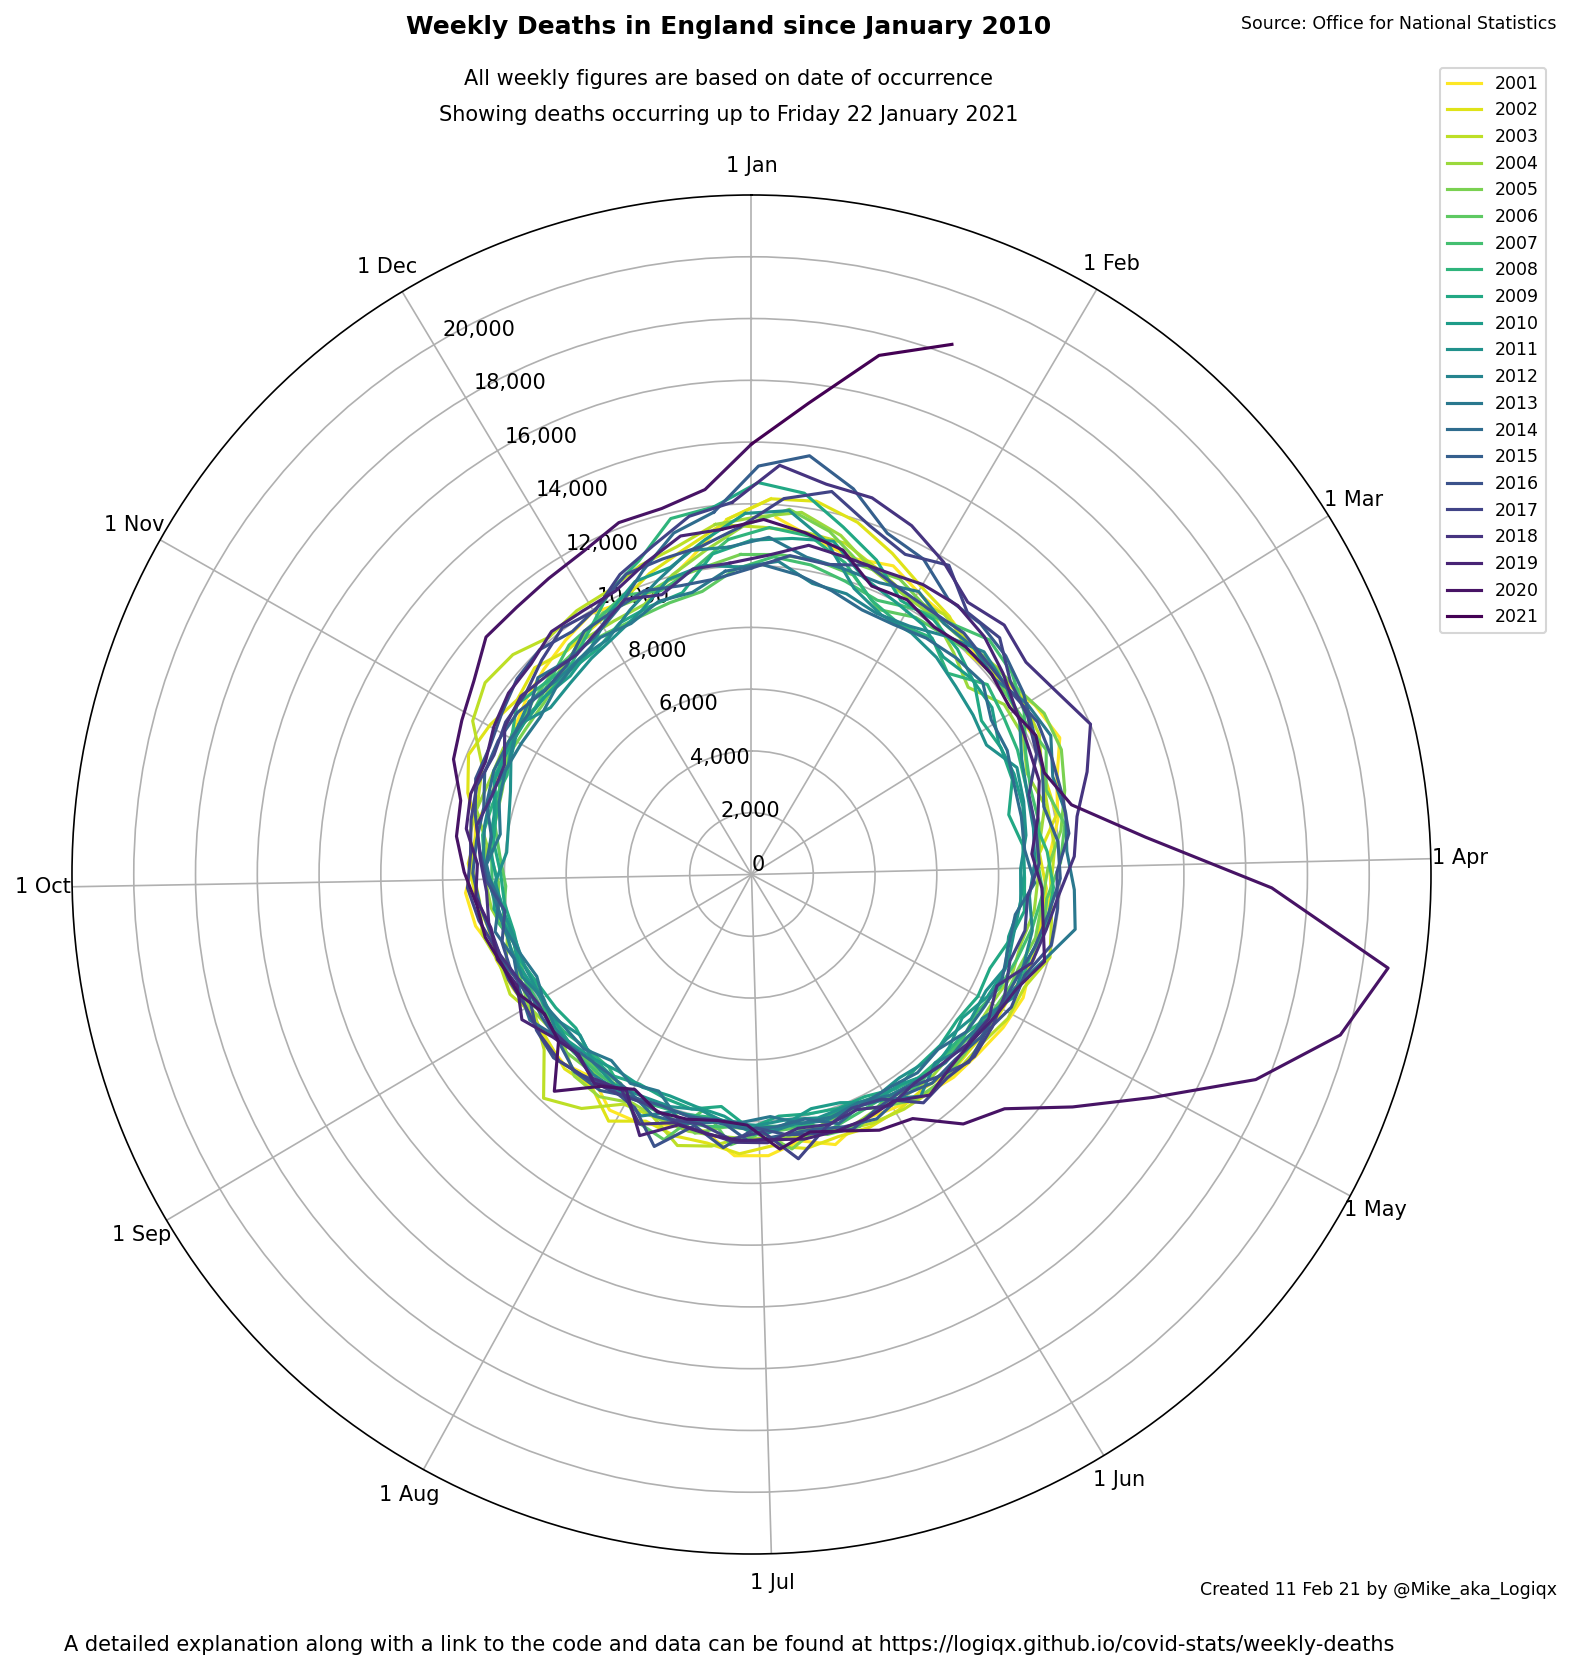 Weekly Deaths in England since January 2010
Source: Office for National Statistics
All weekly figures are based on date of occurrence
Showing deaths occurring up to Friday 22 January 2021
2001
2002
2003
2004
2005
2006
2007
2008
2009
2010
2011
2012
2013
2014
2015
2016
2017
2018
2019
2020
2021
1 Jan
1 Feb
1 Mar
1 Apr
1 May
1 Jun
1 Jul
1 Aug
1 Sep
1 Oct
1 Nov
1 Dec
20,000
18,000
16,000
14,000
12,000
10,000
8,000
6,000
4,000
2,000
0
Created 11 Feb 21 by @Mike_aka_Logiqx
A detailed explanation along with a link to the code and data can be found at https://logiqx.github.io/covid-stats/weekly-deaths